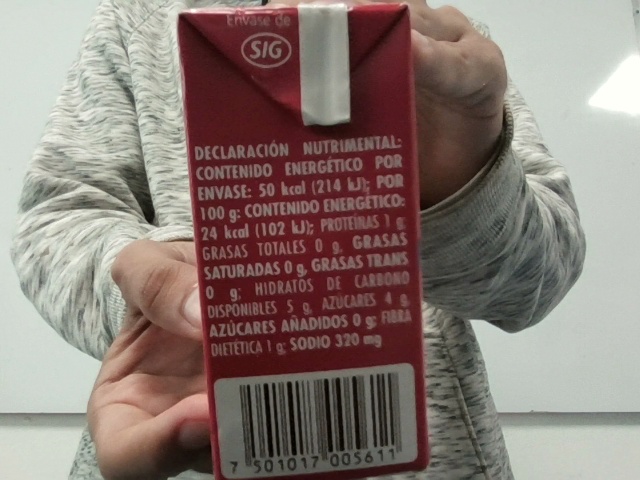 Envase de
SIG
DECLARACIÓN NUTRIMENTAL:
CONTENIDO ENERGÉTICO POR
ENVASE: 50 kcal (214 kJ); POR
100 g: CONTENIDO ENERGÉTICO:
24 kcal (102 kJ); PROTEÍNAS 1 g;
GRASAS TOTALES 0 g, GRASAS
SATURADAS 0 g, GRASAS TRANS
0 g; HIDRATOS DE CARBONO
DISPONIBLES 5 g, AZÚCARES 4 g,
AZÚCARES AÑADIDOS 0 g; FIBRA
DIETÉTICA 1 g; SODIO 320 mg
7 501017 005611